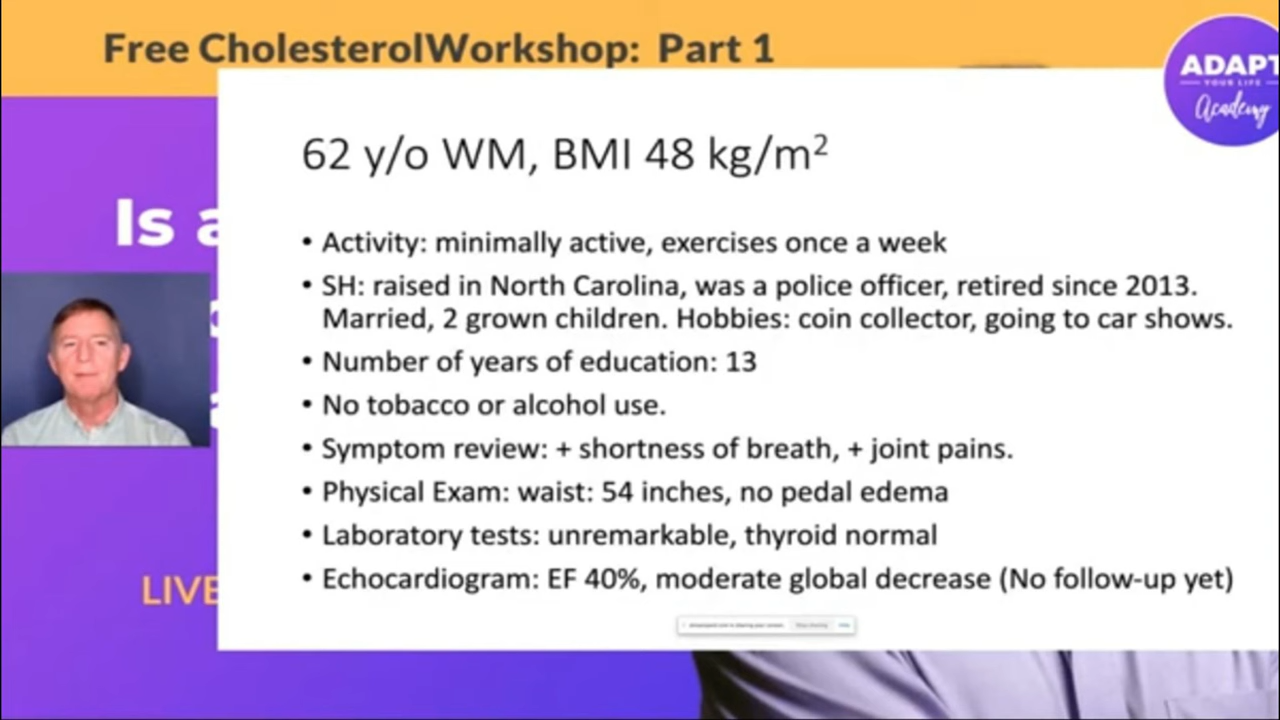 Free CholesterolWorkshop: Part 1
ADAPT
YOUR LIFE
Academy
62 y/o WM, BMI 48 kg/m²
Is a
• Activity: minimally active, exercises once a week
• SH: raised in North Carolina, was a police officer, retired since 2013.
Married, 2 grown children. Hobbies: coin collector, going to car shows.
• Number of years of education: 13
• No tobacco or alcohol use.
• Symptom review: + shortness of breath, + joint pains.
• Physical Exam: waist: 54 inches, no pedal edema
• Laboratory tests: unremarkable, thyroid normal
• Echocardiogram: EF 40%, moderate global decrease (No follow-up yet)
LIVE
Stop sharing
Hide